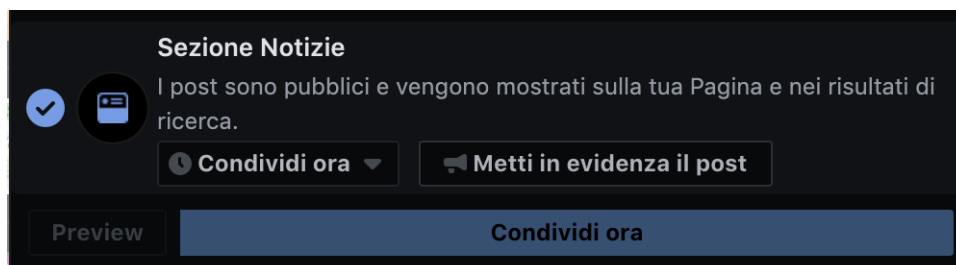 Sezione Notizie
I post sono pubblici e vengono mostrati sulla tua Pagina e nei risultati di
ricerca.
Condividi ora Metti in evidenza il post
Preview Condividi ora